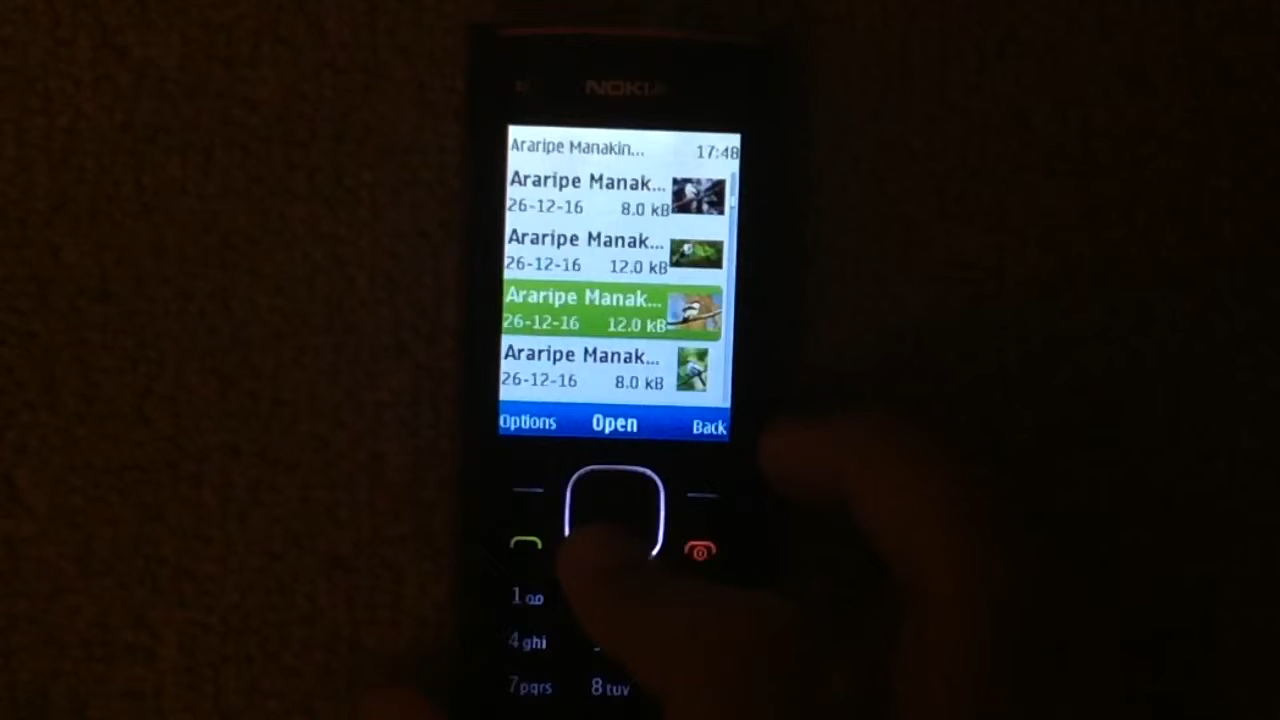 NOKIA
Araripe Manakin... 17:48
Araripe Manak...
26-12-16 8.0 kB
Araripe Manak...
26-12-16 12.0 kB
Araripe Manak...
26-12-16 12.0 kB
Araripe Manak...
26-12-16 8.0 kB
Options Open Back
1
4 ghi
7 pqrs 8 tuv